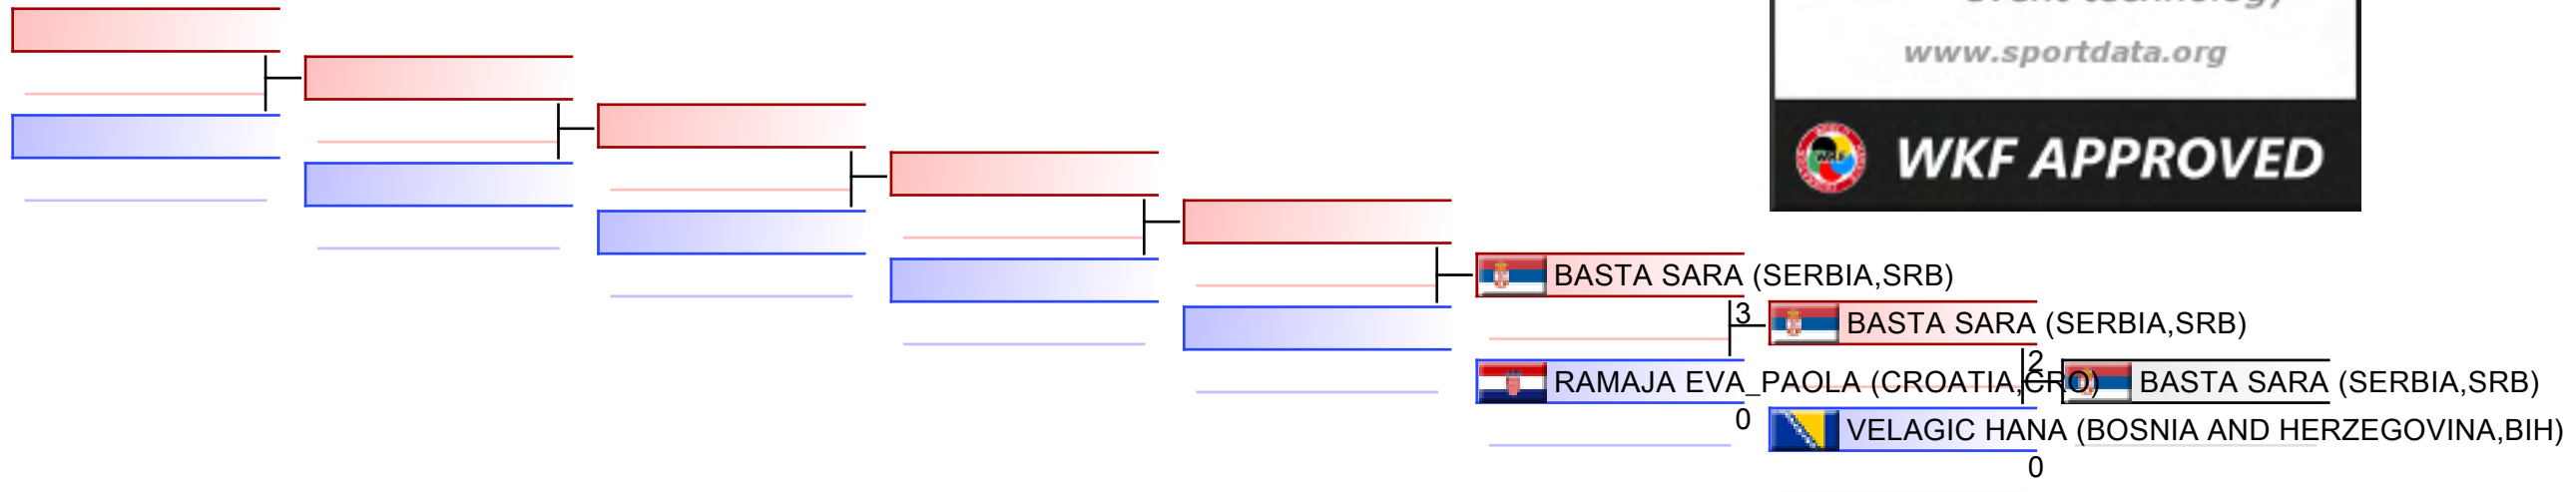 www.sportdata.org
WKF APPROVED
BASTA SARA (SERBIA,SRB)
3
BASTA SARA (SERBIA,SRB)
2
RAMAJA EVA_PAOLA (CROATIA,CRO)
BASTA SARA (SERBIA,SRB)
0
VELAGIC HANA (BOSNIA AND HERZEGOVINA,BIH)
0